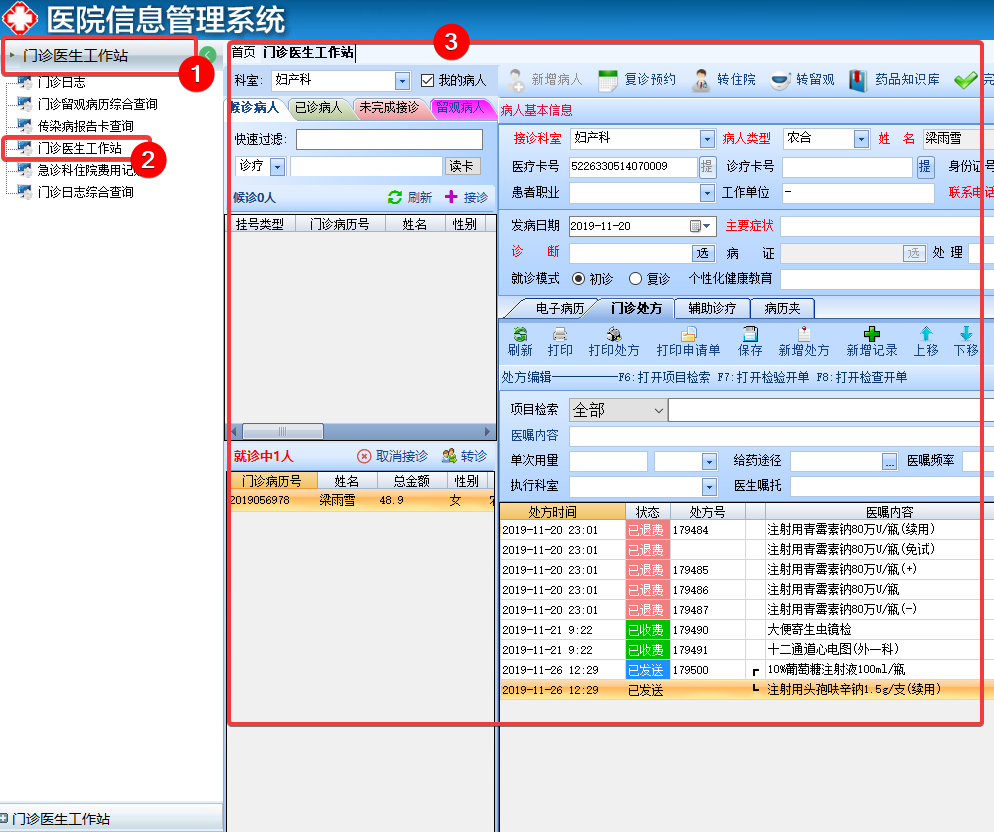 医院信息管理系统
门诊医生工作站
1
门诊日志
门诊留观病历综合查询
传染病报告卡查询
门诊医生工作站
2
急诊科住院费用记
门诊日志综合查询
门诊医生工作站
首页 门诊医生工作站
3
科室: 妇产科 我的病人
候诊病人 已诊病人 未完成接诊 留观病人
快速过滤:
诊疗 读卡
候诊0人 刷新 接诊
挂号类型 门诊病历号 姓名 性别
就诊中1人 取消接诊 转诊
门诊病历号 姓名 总金额 性别
2019056978 梁雨雪 48.9 女
新增病人 复诊预约 转住院 转留观 药品知识库 完
病人基本信息
接诊科室 妇产科 病人类型 农合 姓 名 梁雨雪
医疗卡号 5226330514070009 提 诊疗卡号 提 身份证号
患者职业 工作单位 - 联系电话
发病日期 2019-11-20 主要症状
诊 断 选 病 证 选 处 理
就诊模式 初诊 复诊 个性化健康教育
电子病历 门诊处方 辅助诊疗 病历夹
刷新 打印 打印处方 打印申请单 保存 新增处方 新增记录 上移 下移
处方编辑————————F6:打开项目检索 F7:打开检验开单 F8:打开检查开单
项目检索 全部
医嘱内容
单次用量 给药途径 ... 医嘱频率
执行科室 医生嘱托
处方时间 状态 处方号 医嘱内容
2019-11-20 23:01 已退费 179484 注射用青霉素钠80万U/瓶(续用)
2019-11-20 23:01 已退费 注射用青霉素钠80万U/瓶(免试)
2019-11-20 23:01 已退费 179485 注射用青霉素钠80万U/瓶(+)
2019-11-20 23:01 已退费 179486 注射用青霉素钠80万U/瓶
2019-11-20 23:01 已退费 179487 注射用青霉素钠80万U/瓶(-)
2019-11-21 9:22 已收费 179490 大便寄生虫镜检
2019-11-21 9:22 已收费 179491 十二通道心电图(外一科)
2019-11-26 12:29 已发送 179500 ┏ 10%葡萄糖注射液100ml/瓶
2019-11-26 12:29 已发送 ┗ 注射用头孢呋辛钠1.5g/支(续用)